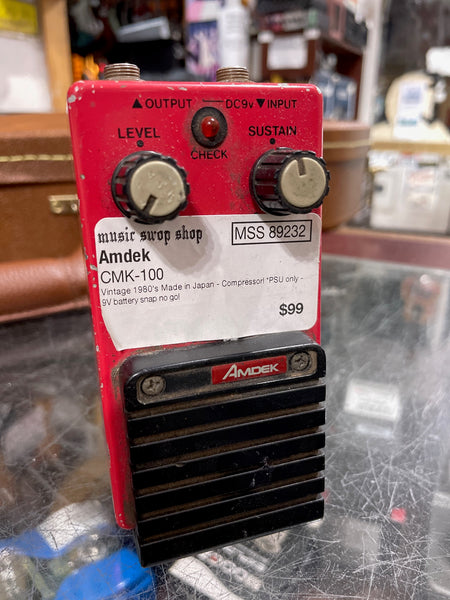 ▲OUTPUT DC9v ▼INPUT
LEVEL SUSTAIN
CHECK
music swop shop MSS 89232
Amdek
CMK-100
Vintage 1980's Made in Japan - Compressor! *PSU only -
9V battery snap no go!
$99
AMDEK